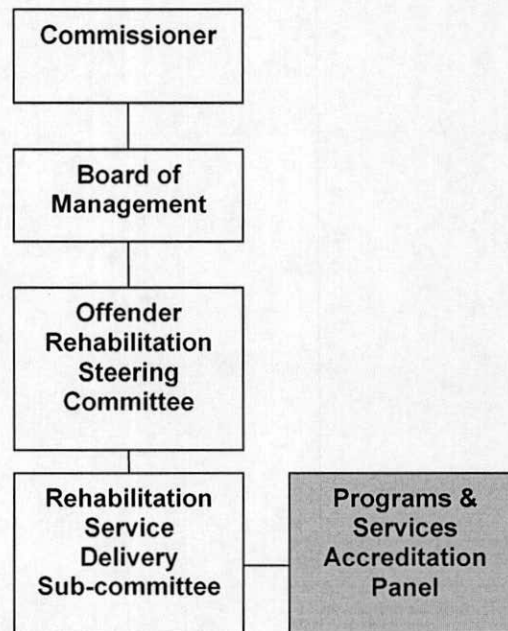 Commissioner
Board of
Management
Offender
Rehabilitation
Steering
Committee
Rehabilitation
Service
Delivery
Sub-committee
Programs &
Services
Accreditation
Panel